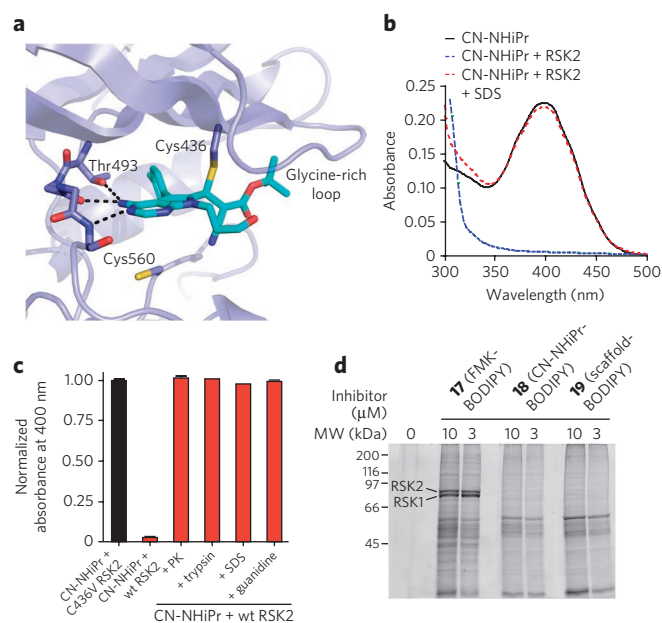 a
Cys436
Thr493
Glycine-rich
loop
Cys560
b
CN-NHiPr
CN-NHiPr + RSK2
CN-NHiPr + RSK2
+ SDS
0.25
0.20
0.15
0.10
0.05
0
Absorbance
300 350 400 450 500
Wavelength (nm)
c
Normalized
absorbance at 400 nm
1.00
0.75
0.50
0.25
0
CN-NHiPr +
C436V RSK2
CN-NHiPr +
wt RSK2
+ PK
+ trypsin
+ SDS
+ guanidine
CN-NHiPr + wt RSK2
d
17 (FMK-
BODIPY)
18 (CN-NHiPr-
BODIPY)
19 (scaffold-
BODIPY)
Inhibitor
(μM)
0 10 3 10 3 10 3
MW (kDa)
200
116
97
66
45
RSK2
RSK1